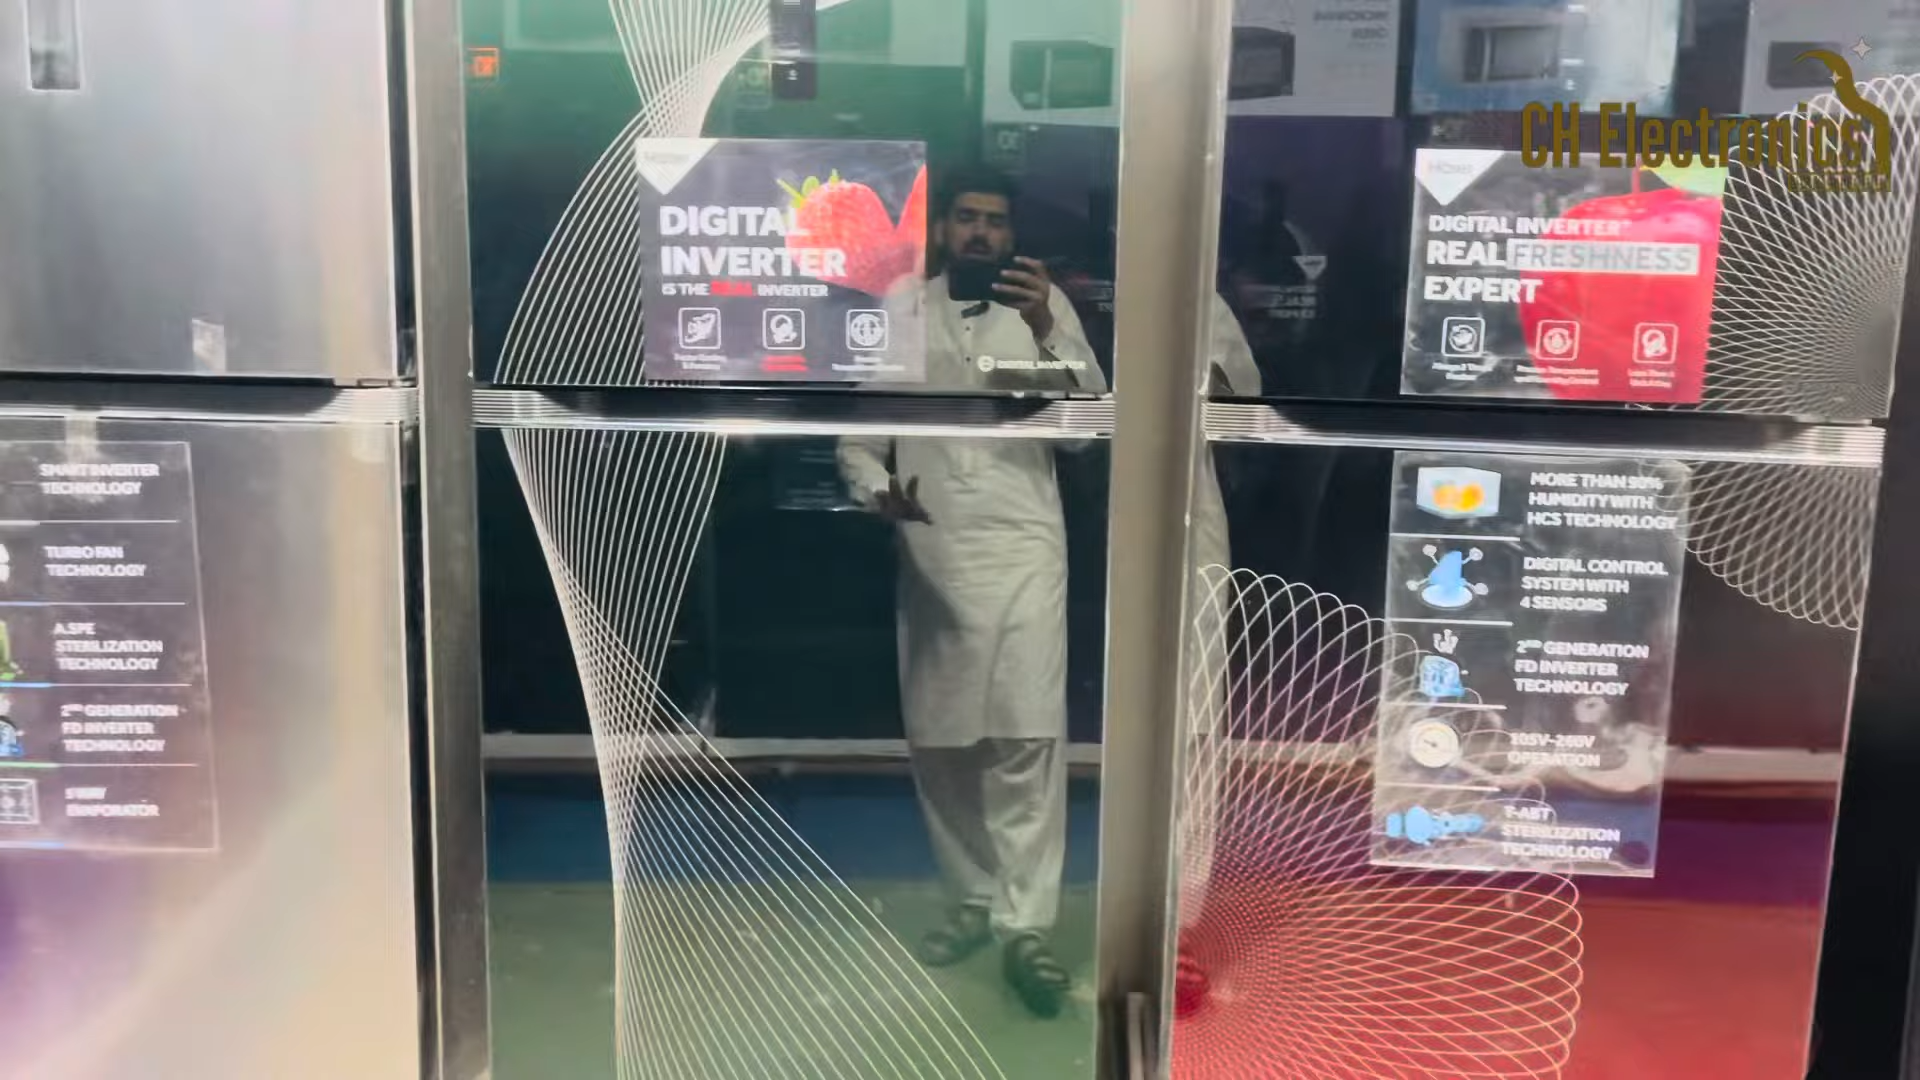 CH Electronics
Haier
DIGITAL
INVERTER
IS THE REAL INVERTER
DIGITAL INVERTER
Haier
DIGITAL INVERTER
REAL FRESHNESS
EXPERT
SMART INVERTER
TECHNOLOGY
TURBO FAN
TECHNOLOGY
A.SPE
STERILIZATION
TECHNOLOGY
2ND GENERATION
FD INVERTER
TECHNOLOGY
EVAPORATOR
MORE THAN 90%
HUMIDITY WITH
HCS TECHNOLOGY
DIGITAL CONTROL
SYSTEM WITH
4 SENSORS
2ND GENERATION
FD INVERTER
TECHNOLOGY
OPERATION
T-ABT
STERILIZATION
TECHNOLOGY